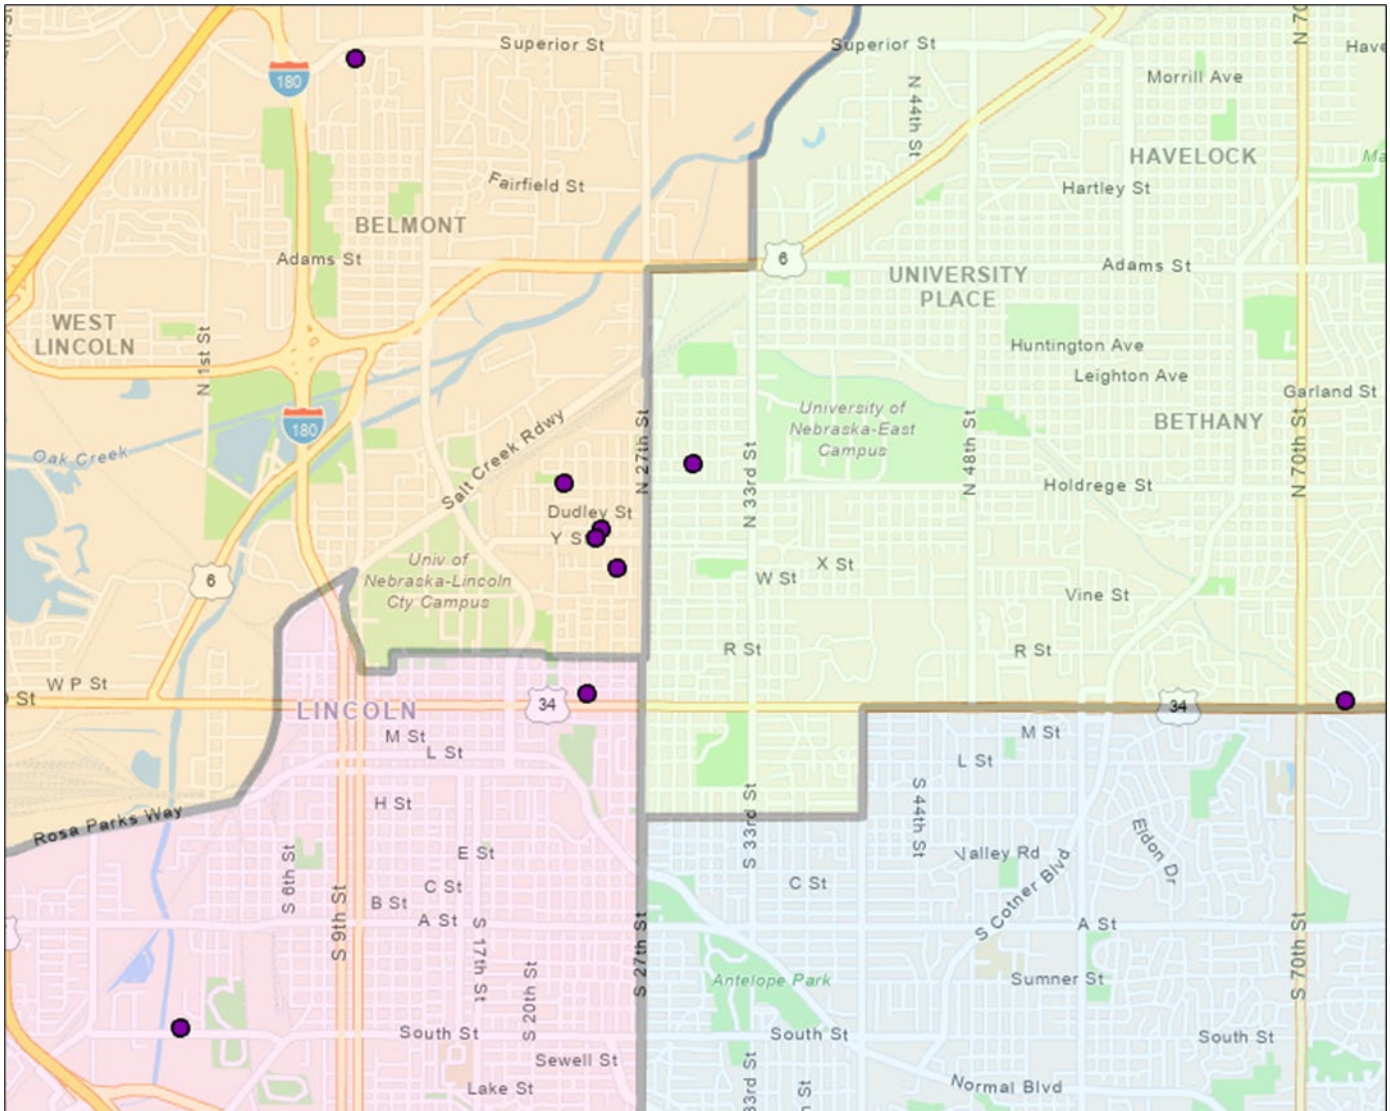 Superior St
Superior St
N 70
Have
180
Morrill Ave
N 44th St
HAVELOCK
Ma
Fairfield St
Hartley St
BELMONT
Adams St
6
Adams St
UNIVERSITY
PLACE
WEST
LINCOLN
N 1st St
Huntington Ave
Leighton Ave
Garland St
180
University of
Nebraska-East
Campus
BETHANY
Oak Creek
Salt Creek Rdwy
N 27th St
N 33rd St
N 48th St
N 70th St
Holdrege St
Dudley St
Y S
Univ of
Nebraska-Lincoln
Cty Campus
6
X St
W St
Vine St
R St
R St
W P St
St
LINCOLN
34
34
M St
L St
M St
L St
H St
S 33rd St
S 44th St
Rosa Parks Way
S 6th St
E St
Valley Rd
Eldon Dr
C St
C St
B St
A St
S 9th St
S 17th St
S 27th St
S Cotner Blvd
A St
S 70th St
S 20th St
Antelope Park
Sumner St
South St
South St
South St
Sewell St
Lake St
33rd St
h St
Normal Blvd